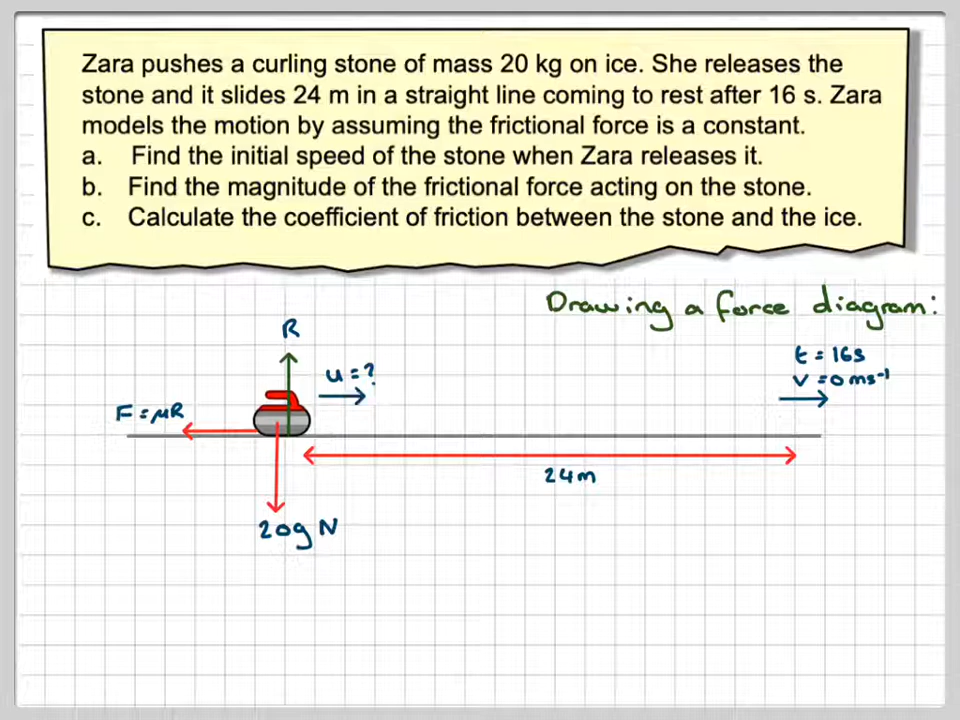 Zara pushes a curling stone of mass 20 kg on ice. She releases the
stone and it slides 24 m in a straight line coming to rest after 16 s. Zara
models the motion by assuming the frictional force is a constant.
a. Find the initial speed of the stone when Zara releases it.
b. Find the magnitude of the frictional force acting on the stone.
c. Calculate the coefficient of friction between the stone and the ice.
Drawing a force diagram:
R
t = 16s
u = ?
v = 0 ms⁻¹
F = μR
24m
20g N